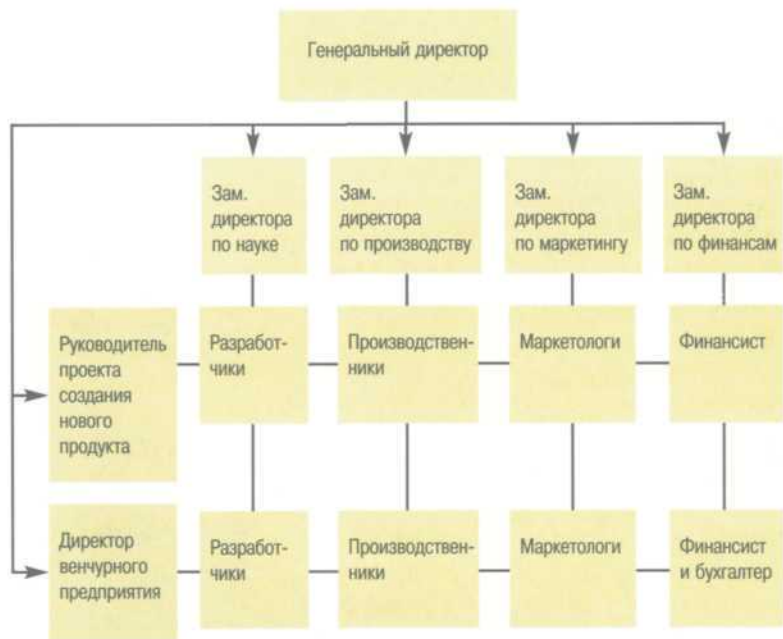 Генеральный директор
Зам.
директора
по науке
Зам.
директора
по производству
Зам.
директора
по маркетингу
Зам.
директора
по финансам
Руководитель
проекта
создания
нового
продукта
Разработ-
чики
Производствен-
ники
Маркетологи
Финансист
Директор
венчурного
предприятия
Разработ-
чики
Производствен-
ники
Маркетологи
Финансист
и бухгалтер